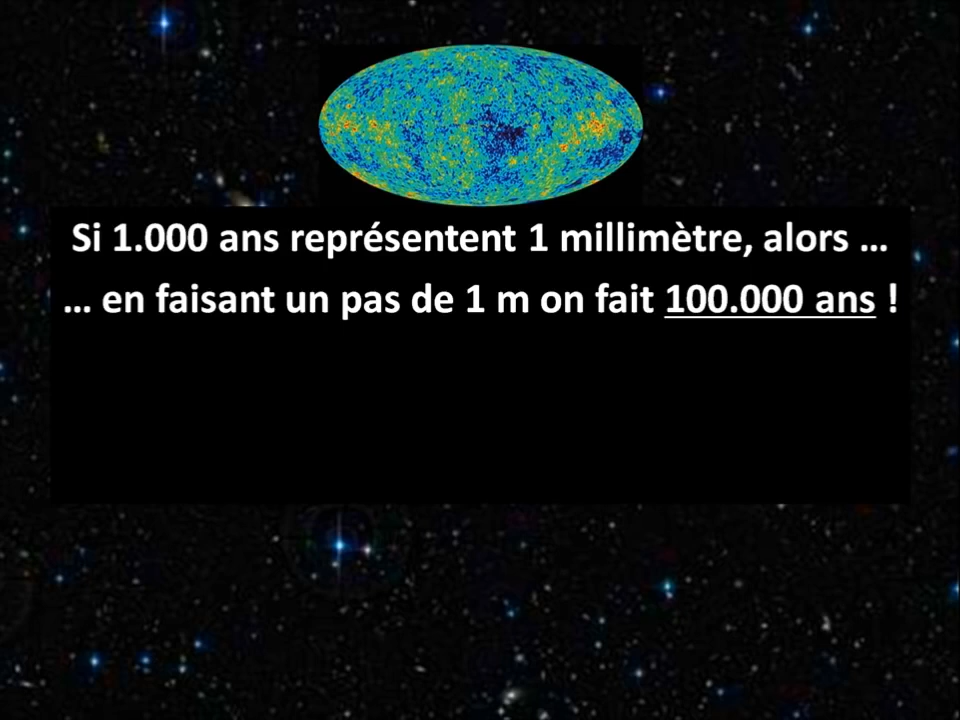 Si 1.000 ans représentent 1 millimètre, alors ...
... en faisant un pas de 1 m on fait 100.000 ans !